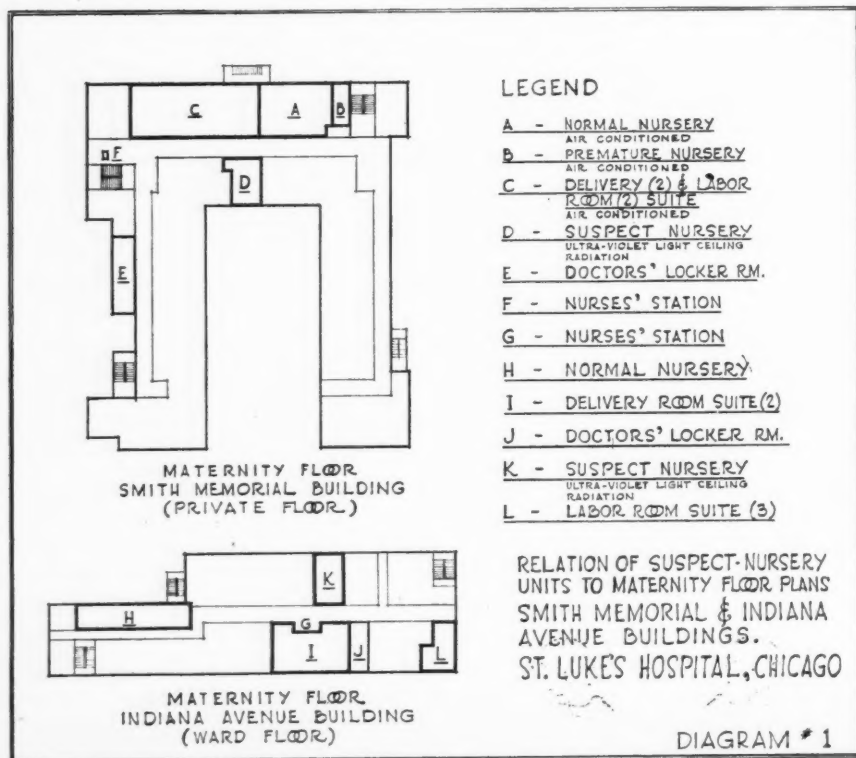 C
A
B
F
D
E
MATERNITY FLOOR
SMITH MEMORIAL BUILDING
(PRIVATE FLOOR)
K
H
G
I
J
L
MATERNITY FLOOR
INDIANA AVENUE BUILDING
(WARD FLOOR)
LEGEND
A - NORMAL NURSERY
AIR CONDITIONED
B - PREMATURE NURSERY
AIR CONDITIONED
C - DELIVERY (2) & LABOR
ROOM (2) SUITE
AIR CONDITIONED
D - SUSPECT NURSERY
ULTRA-VIOLET LIGHT CEILING
RADIATION
E - DOCTORS' LOCKER RM.
F - NURSES' STATION
G - NURSES' STATION
H - NORMAL NURSERY
I - DELIVERY ROOM SUITE (2)
J - DOCTORS' LOCKER RM.
K - SUSPECT NURSERY
ULTRA-VIOLET LIGHT CEILING
RADIATION
L - LABOR ROOM SUITE (3)
RELATION OF SUSPECT-NURSERY
UNITS TO MATERNITY FLOOR PLANS
SMITH MEMORIAL & INDIANA
AVENUE BUILDINGS.
ST. LUKE'S HOSPITAL, CHICAGO
DIAGRAM # 1